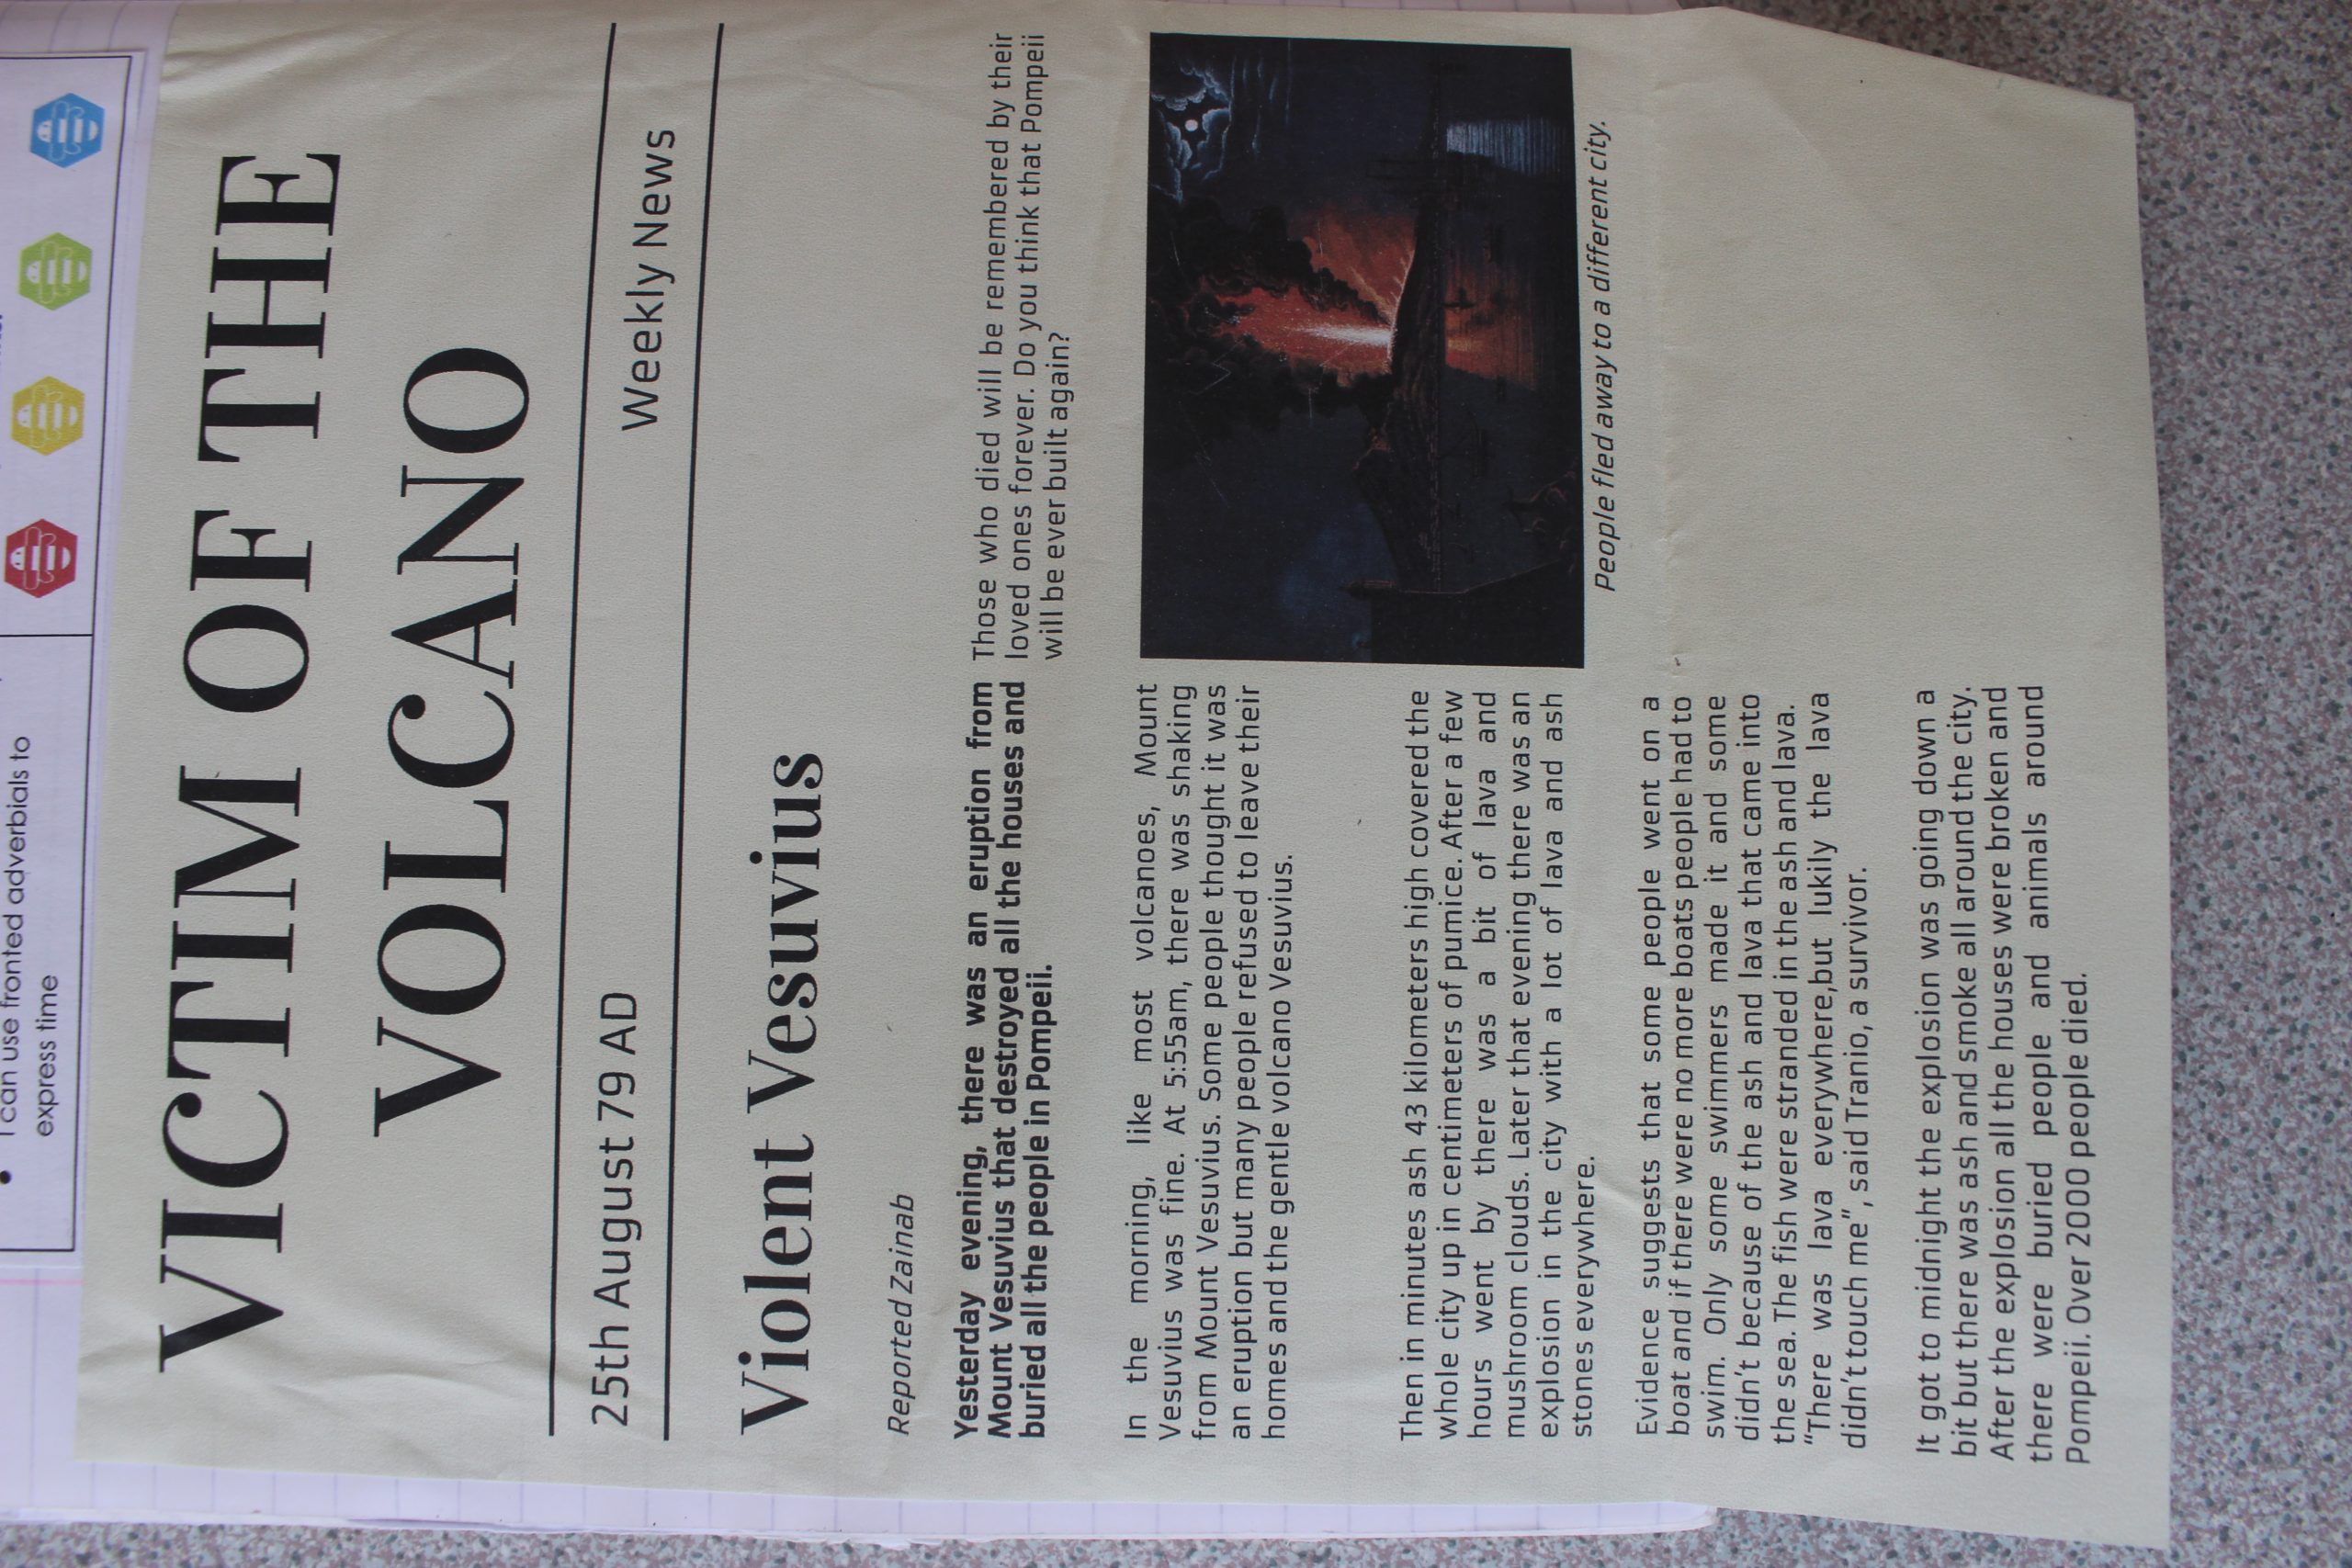 I can use fronted adverbials to
express time
VICTIM OF THE
VOLCANO
25th August 79 AD
Weekly News
Violent Vesuvius
Reported Zainab
Yesterday evening, there was an eruption from
Mount Vesuvius that destroyed all the houses and
buried all the people in Pompeii.
In the morning, like most volcanoes, Mount
Vesuvius was fine. At 5:55am, there was shaking
from Mount Vesuvius. Some people thought it was
an eruption but many people refused to leave their
homes and the gentle volcano Vesuvius.
Then in minutes ash 43 kilometers high covered the
whole city up in centimeters of pumice. After a few
hours went by there was a bit of lava and
mushroom clouds. Later that evening there was an
explosion in the city with a lot of lava and ash
stones everywhere.
Evidence suggests that some people went on a
boat and if there were no more boats people had to
swim. Only some swimmers made it and some
didn't because of the ash and lava that came into
the sea. The fish were stranded in the ash and lava.
“There was lava everywhere,but lukily the lava
didn't touch me”, said Tranio, a survivor.
It got to midnight the explosion was going down a
bit but there was ash and smoke all around the city.
After the explosion all the houses were broken and
there were buried people and animals around
Pompeii. Over 2000 people died.
Those who died will be remembered by their
loved ones forever. Do you think that Pompeii
will be ever built again?
People fled away to a different city.